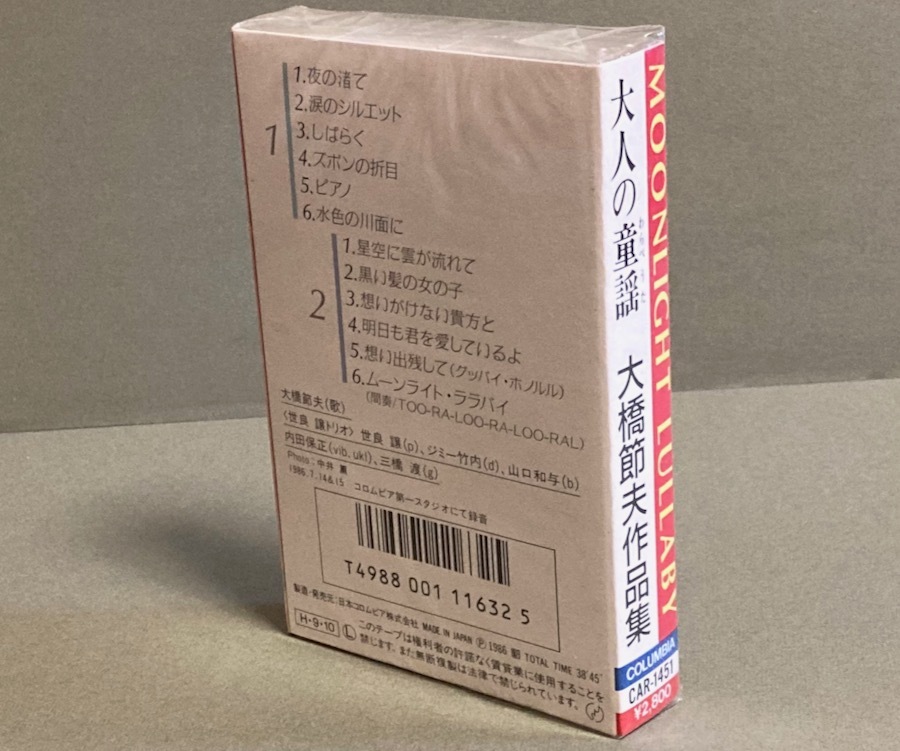 1
1.夜の渚で
2.涙のシルエット
3.しばらく
4.ズボンの折目
5.ピアノ
6.水色の川面に
2
1.星空に雲が流れて
2.黒い髪の女の子
3.想いがけない貴方と
4.明日も君を愛しているよ
5.想い出残して(グッバイ・ホノルル)
6.ムーンライト・ララバイ
(間奏/TOO-RA-LOO-RA-LOO-RAL)
大橋節夫(歌)
〈世良 譲トリオ〉世良 譲(p)、ジミー竹内(d)、山口和与(b)
内田保正(vib,ukl)、三橋 渡(g)
Photo:中井 薫
1986.7.14&15 コロムビア第一スタジオにて録音
T4988 001 11632 5
製造・発売元:日本コロムビア株式会社 MADE IN JAPAN Ⓟ1986 TOTAL TIME 38'45"
H・9・10 Ⓛ このテープは権利者の許諾なく賃貸業に使用することを
禁じます。また無断複製は法律で禁じられています。
MOONLIGHT LULLABY
大人の童謡 大橋節夫作品集
COLUMBIA
CAR-1451
¥2,800